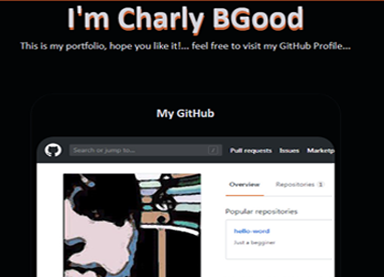 I'm Charly BGood
This is my portfolio, hope you like it!... feel free to visit my GitHub Profile...
My GitHub
Search or jump to... /
Pull requests Issues Marketp
Overview Repositories 1
Popular repositories
hello-word
Just a begginer